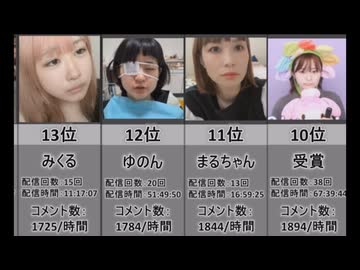 13位
みくる
配信回数 15回
配信時間 :11:17:07
コメント数:
1725/時間
12位
ゆのん
配信回数 20回
配信時間 :51:49:50
コメント数:
1784/時間
11位
まるちゃん
配信回数 13回
配信時間 :16:59:25
コメント数:
1844/時間
10位
受賞
配信回数 :38回
配信時間 :67:39:44
コメント数:
1894/時間